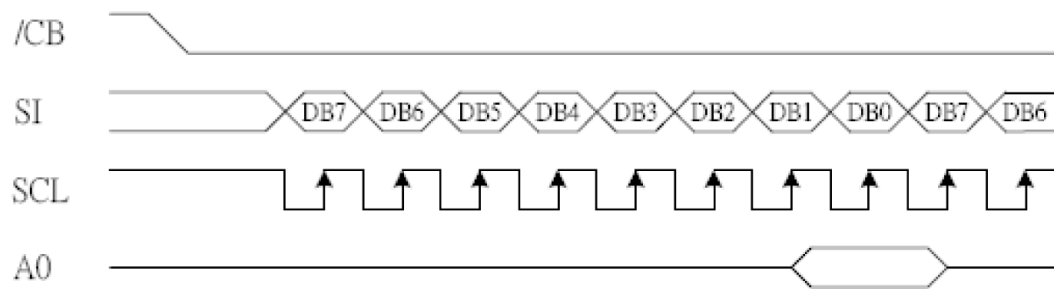 /CB
SI DB7 DB6 DB5 DB4 DB3 DB2 DB1 DB0 DB7 DB6
SCL
A0